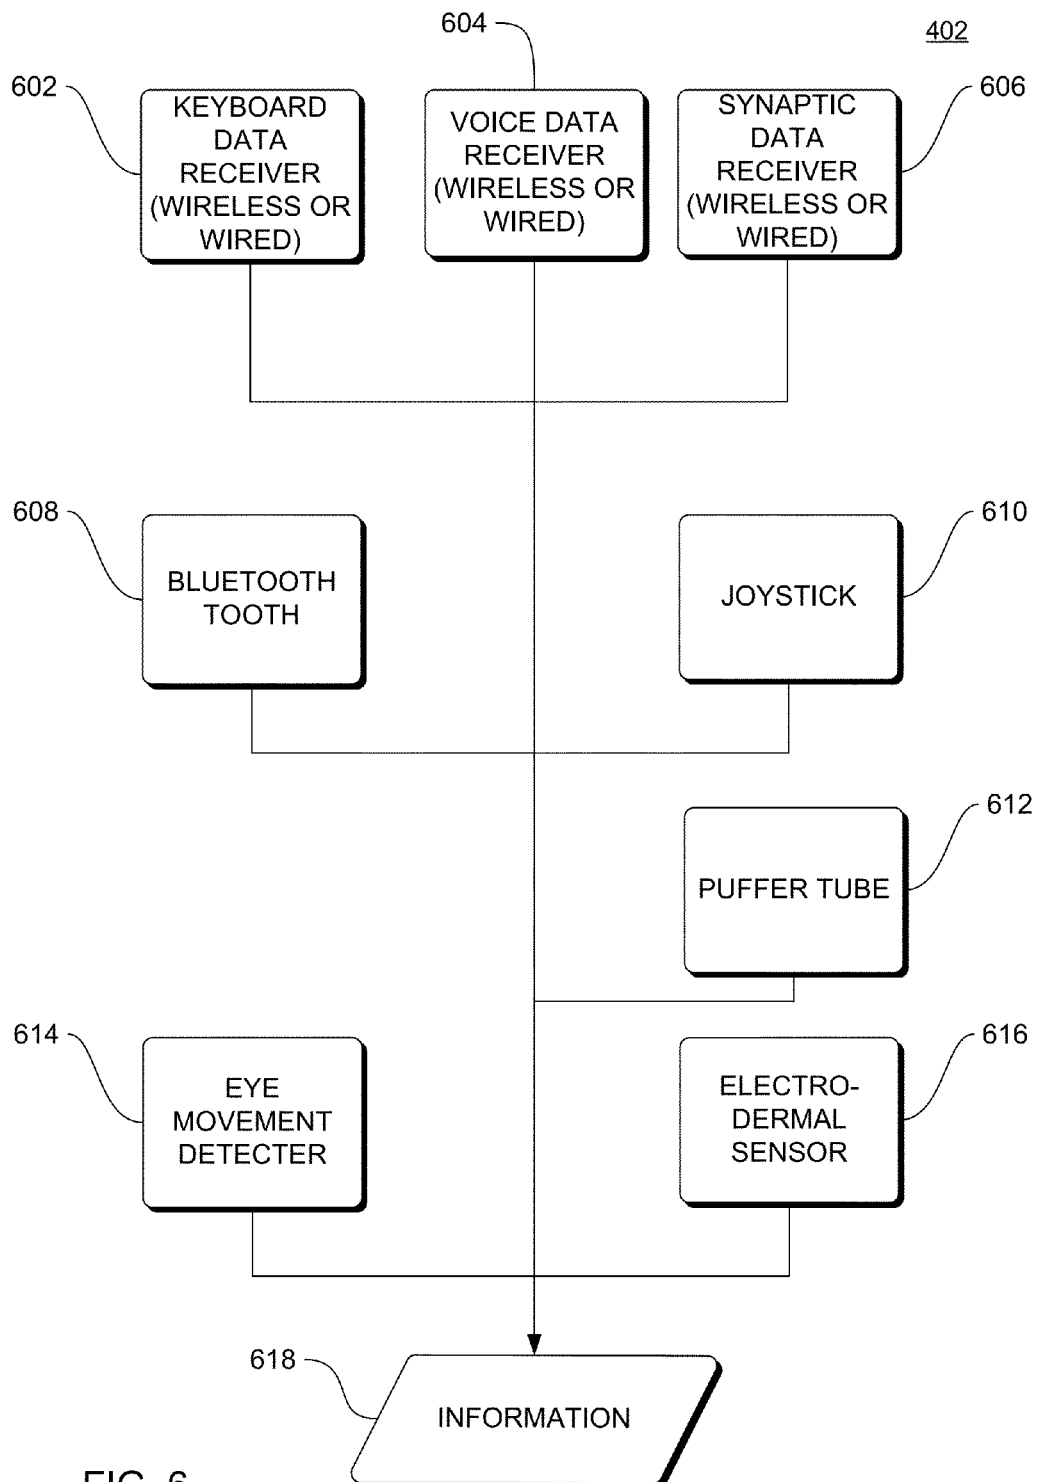 604
402
602
606
KEYBOARD
DATA
RECEIVER
(WIRELESS OR
WIRED)
VOICE DATA
RECEIVER
(WIRELESS OR
WIRED)
SYNAPTIC
DATA
RECEIVER
(WIRELESS OR
WIRED)
608
610
BLUETOOTH
TOOTH
JOYSTICK
612
PUFFER TUBE
614
616
EYE
MOVEMENT
DETECTER
ELECTRO-
DERMAL
SENSOR
618
INFORMATION
FIG. 6